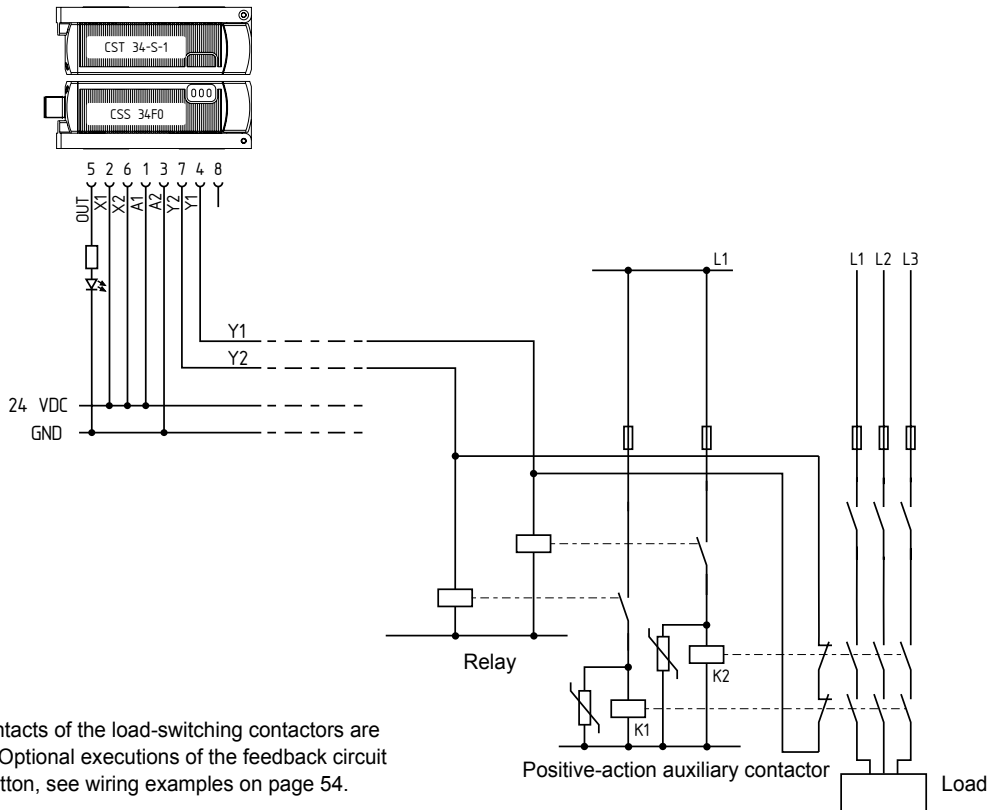 CST 34-S-1
CSS 34F0
5 2 6 1 3 7 4 8
OUT X1 X2 A1 A2 Y2 Y1
L1
L1 L2 L3
Y1
Y2
24 VDC
GND
Relay
K2
K1
ntacts of the load-switching contactors are
Optional executions of the feedback circuit
tton, see wiring examples on page 54.
Positive-action auxiliary contactor
Load